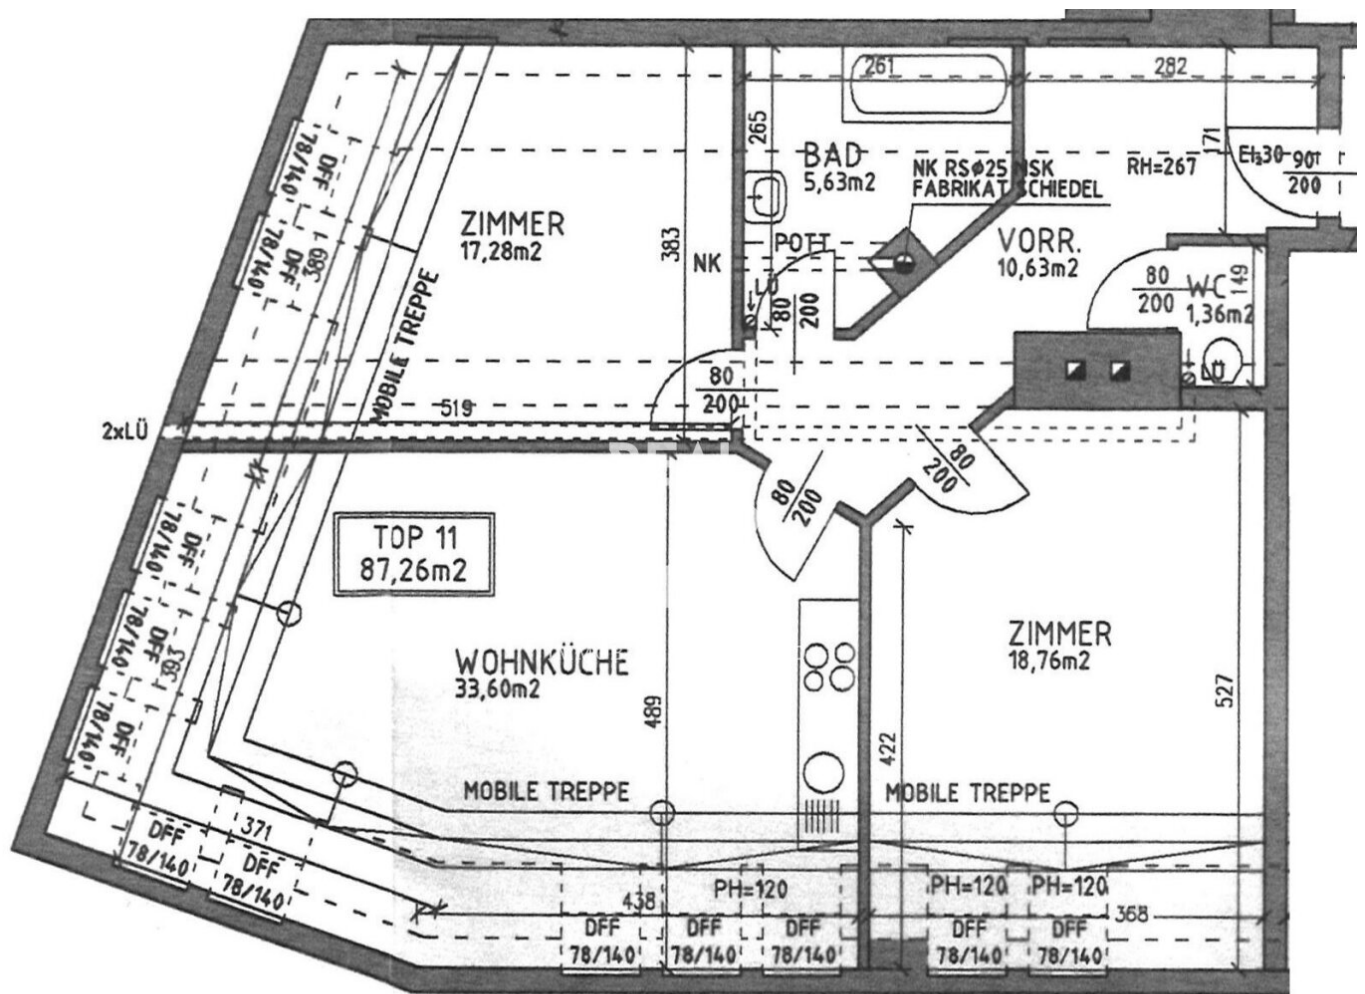 261
282
265
171
BAD
5,63m2
NK RSø25 MSK
FABRIKAT SCHIEDEL
RH=267
EI₂30
90
200
78/140
DFF
78/140
DFF
389
ZIMMER
17,28m2
383
NK
POTT
LÜ
80
200
VORR.
10,63m2
80
200
WC
1,36m2
149
LÜ
MOBILE TREPPE
519
80
200
2xLÜ
REAL
80
200
80
200
TOP 11
87,26m2
78/140
DFF
78/140
DFF
393
78/140
DFF
WOHNKÜCHE
33,60m2
489
ZIMMER
18,76m2
527
422
MOBILE TREPPE
MOBILE TREPPE
371
DFF
78/140
DFF
78/140
438
PH=120
PH=120
PH=120
368
DFF
78/140
DFF
78/140
DFF
78/140
DFF
78/140
DFF
78/140